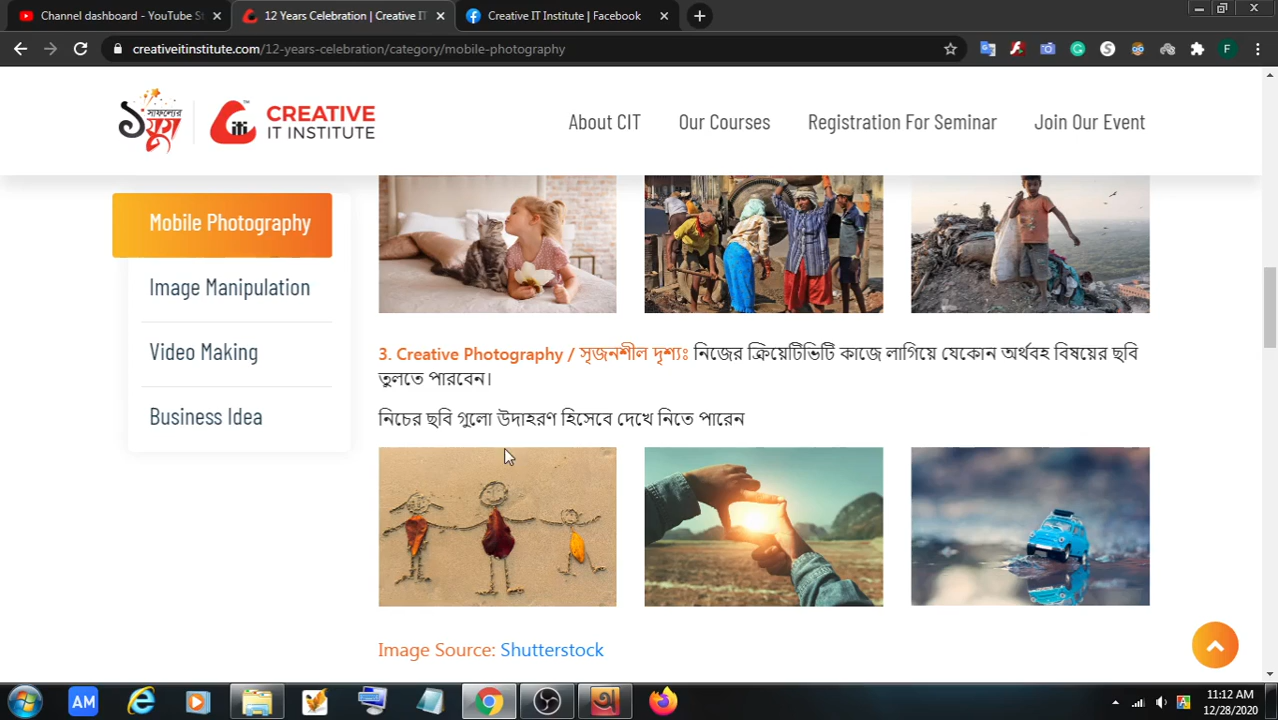 Channel dashboard - YouTube St
12 Years Celebration | Creative IT
Creative IT Institute | Facebook
creativeitinstitute.com/12-years-celebration/category/mobile-photography
সাফল্যের
CREATIVE
IT INSTITUTE
About CIT
Our Courses
Registration For Seminar
Join Our Event
Mobile Photography
Image Manipulation
Video Making
Business Idea
3. Creative Photography / সৃজনশীল দৃশ্যঃ নিজের ক্রিয়েটিভিটি কাজে লাগিয়ে যেকোন অর্থবহ বিষয়ের ছবি
তুলতে পারবেন।
নিচের ছবি গুলো উদাহরণ হিসেবে দেখে নিতে পারেন
Image Source: Shutterstock
AM
অ
11:12 AM
12/28/2020